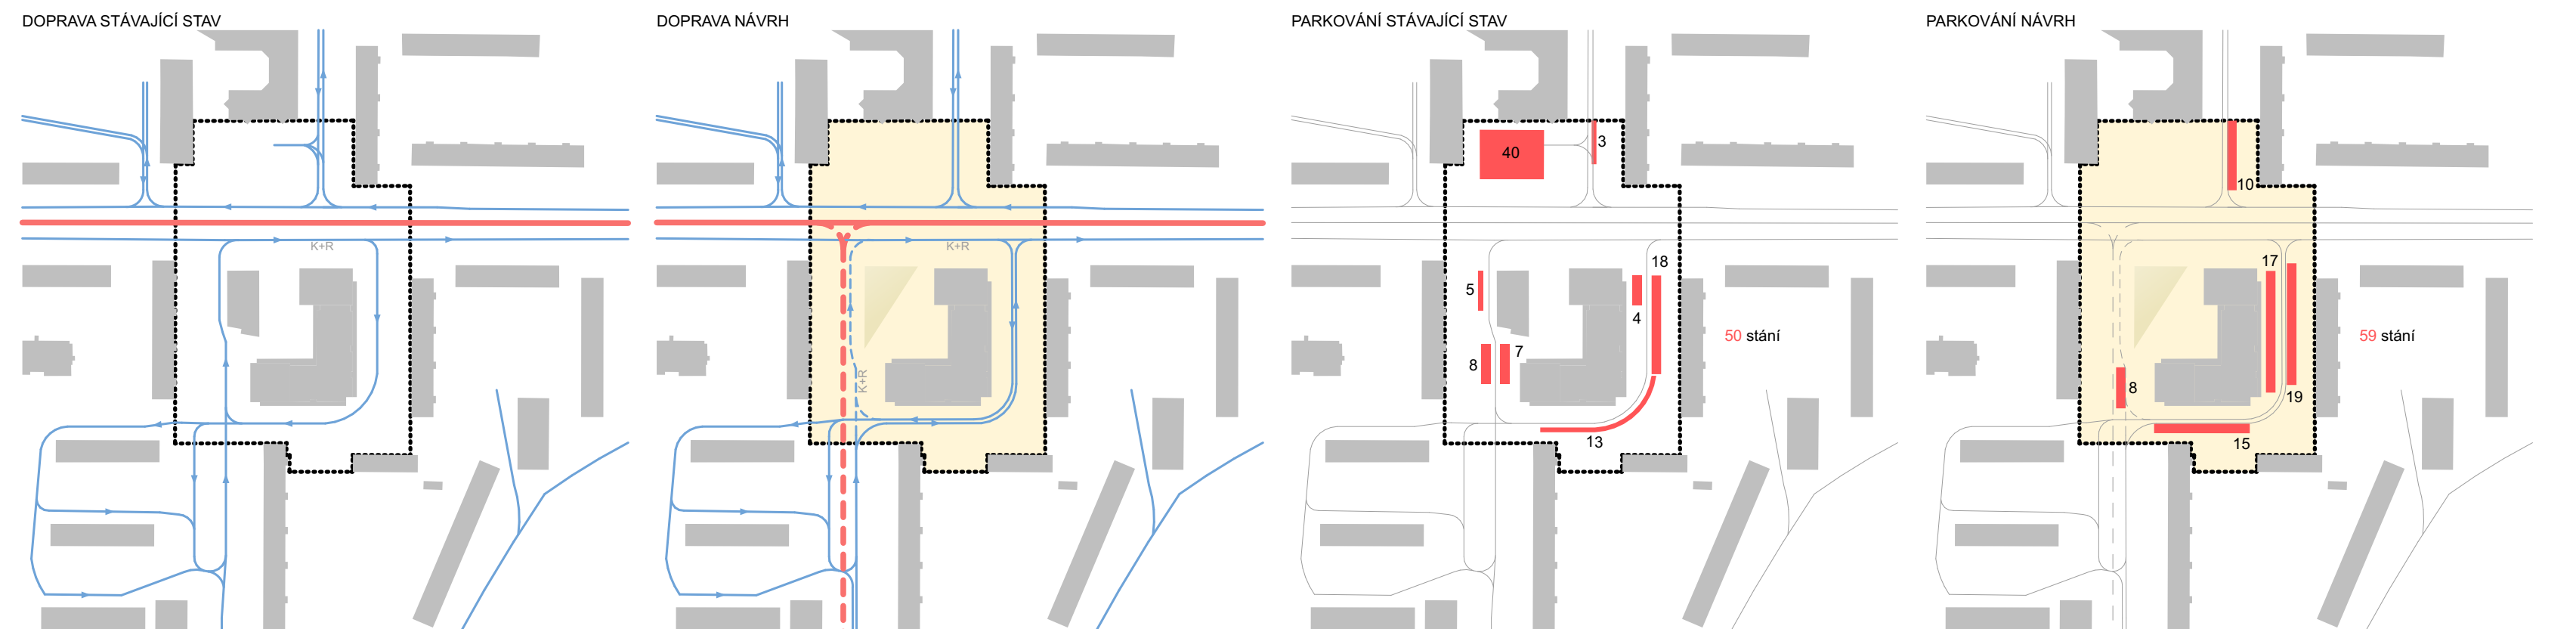 DOPRAVA STÁVAJÍCÍ STAV
K+R
DOPRAVA NÁVRH
K+R
K+R
PARKOVÁNÍ STÁVAJÍCÍ STAV
40
3
18
5
4
50 stání
7
8
13
PARKOVÁNÍ NÁVRH
10
17
59 stání
8
19
15